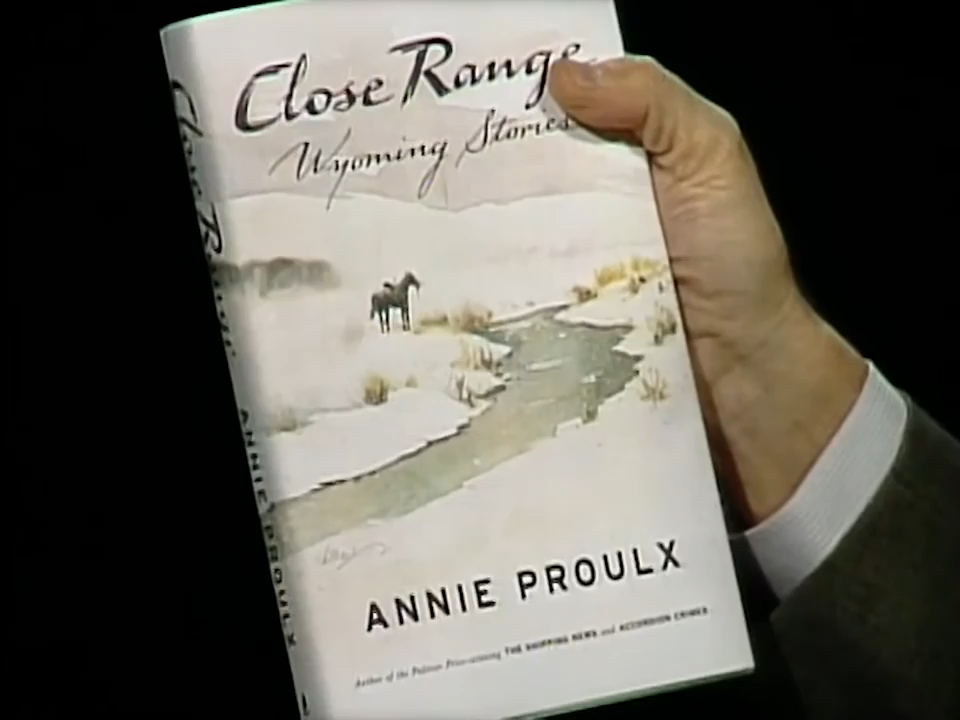 Close Range
Wyoming Stories
ANNIE PROULX
Author of the Pulitzer Prize-winning THE SHIPPING NEWS and ACCORDION CRIMES
Close Range
ANNIE PROULX